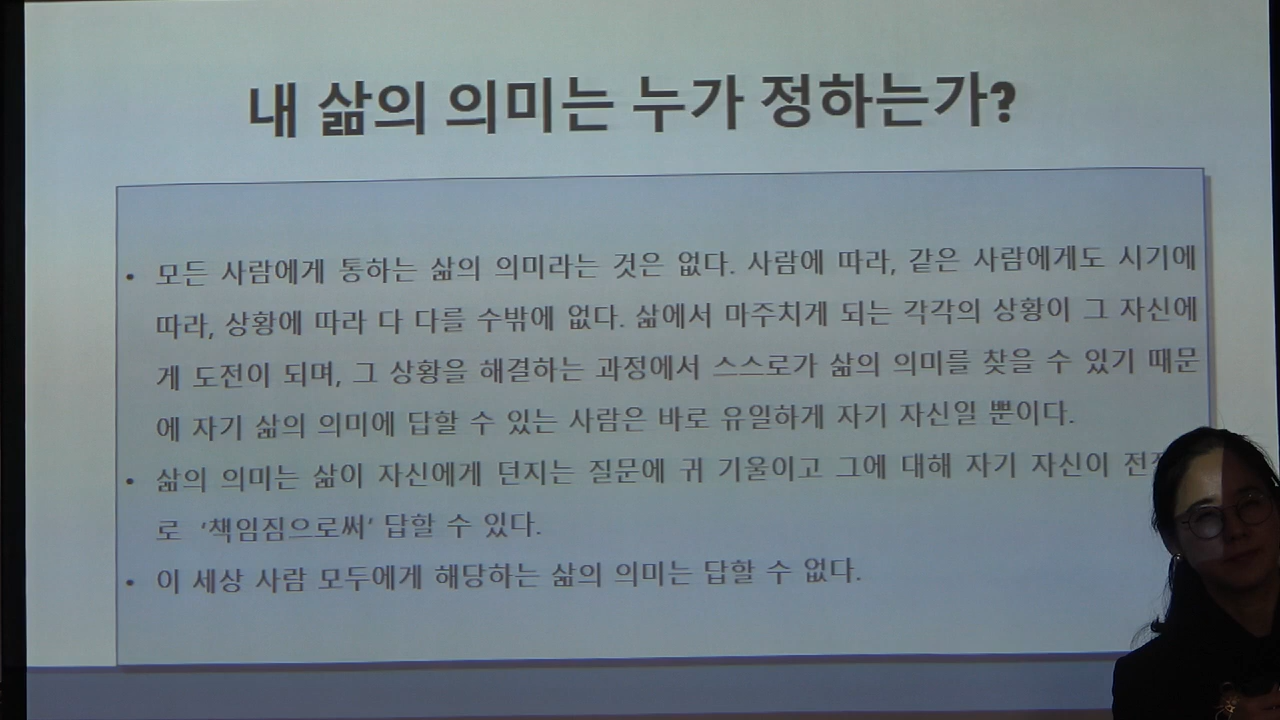 내 삶의 의미는 누가 정하는가?
• 모든 사람에게 통하는 삶의 의미라는 것은 없다. 사람에 따라, 같은 사람에게도 시기에
따라, 상황에 따라 다 다를 수밖에 없다. 삶에서 마주치게 되는 각각의 상황이 그 자신에
게 도전이 되며, 그 상황을 해결하는 과정에서 스스로가 삶의 의미를 찾을 수 있기 때문
에 자기 삶의 의미에 답할 수 있는 사람은 바로 유일하게 자기 자신일 뿐이다.
• 삶의 의미는 삶이 자신에게 던지는 질문에 귀 기울이고 그에 대해 자기 자신이
로 ‘책임짐으로써’ 답할 수 있다.
• 이 세상 사람 모두에게 해당하는 삶의 의미는 답할 수 없다.